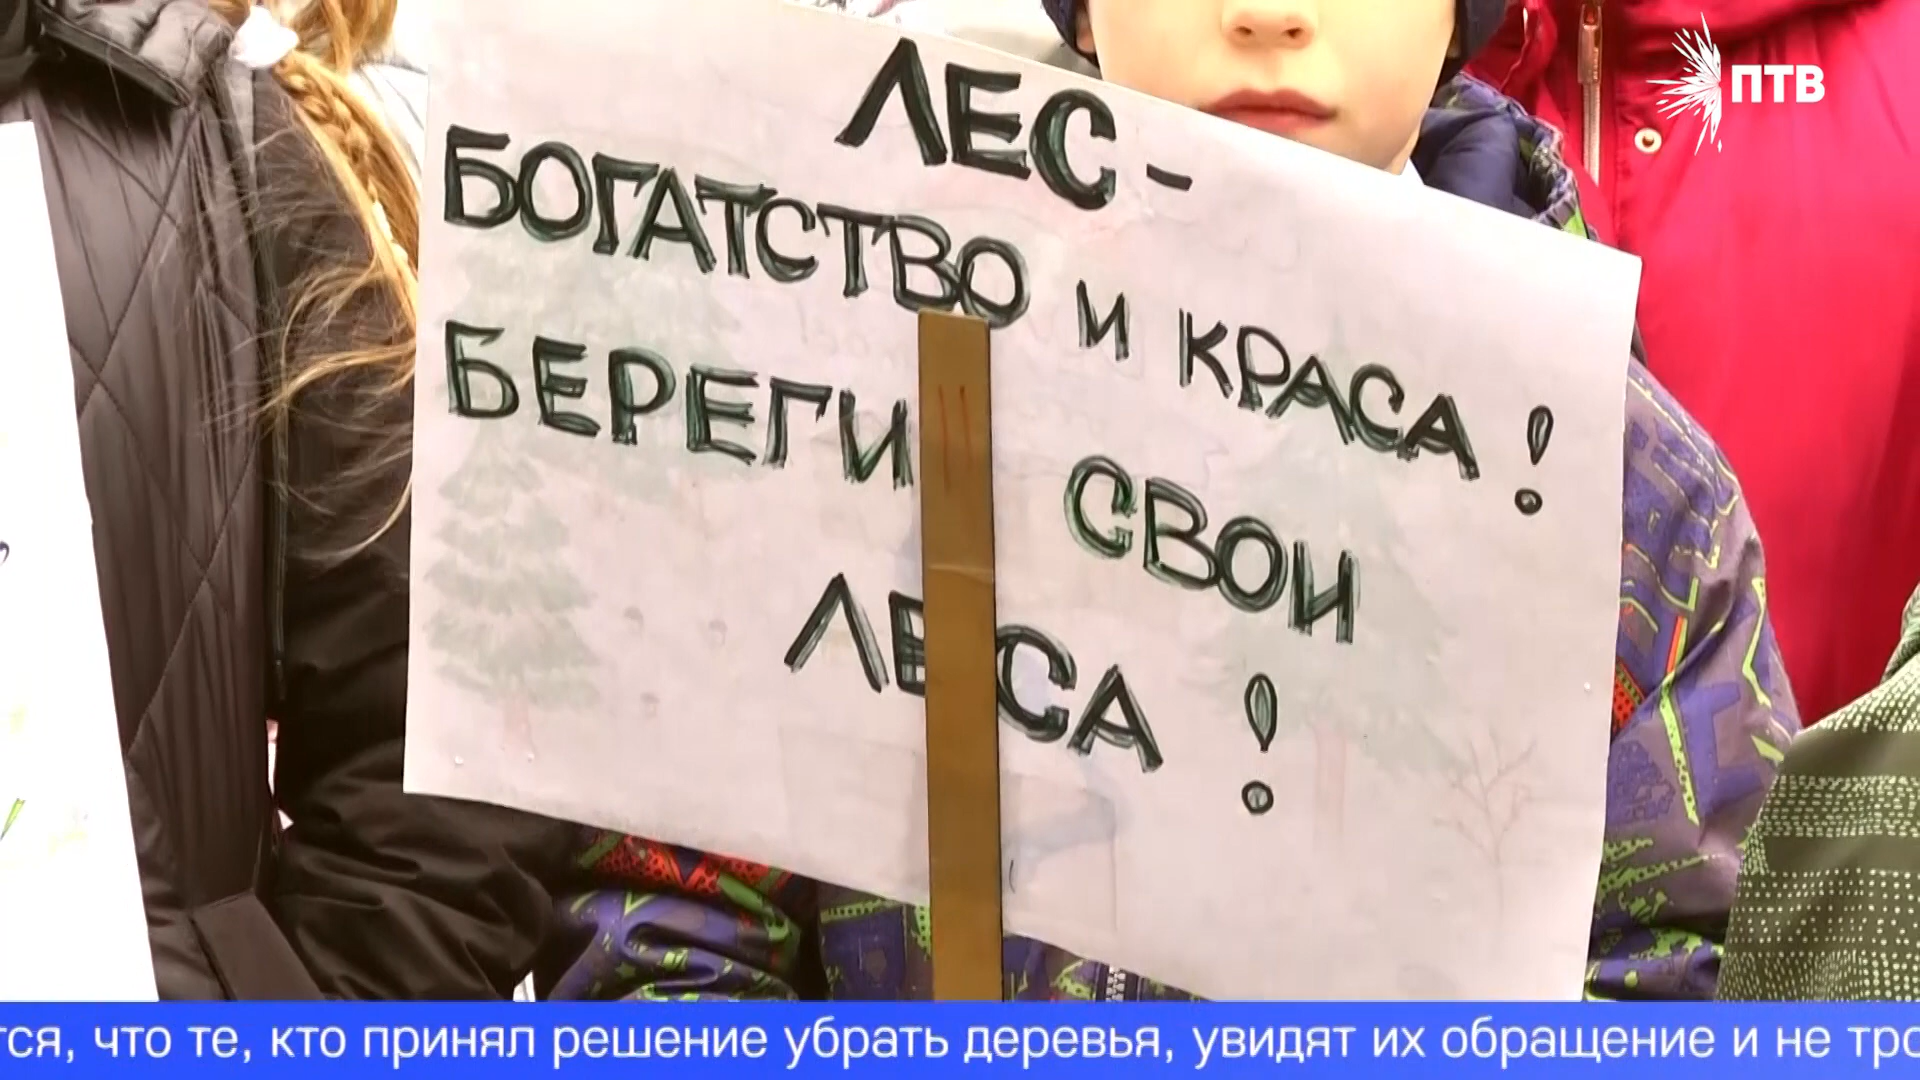 ПТВ
ЛЕС -
БОГАТСТВО И КРАСА!
БЕРЕГИ СВОИ
ЛЕСА!
тся, что те, кто принял решение убрать деревья, увидят их обращение и не тро